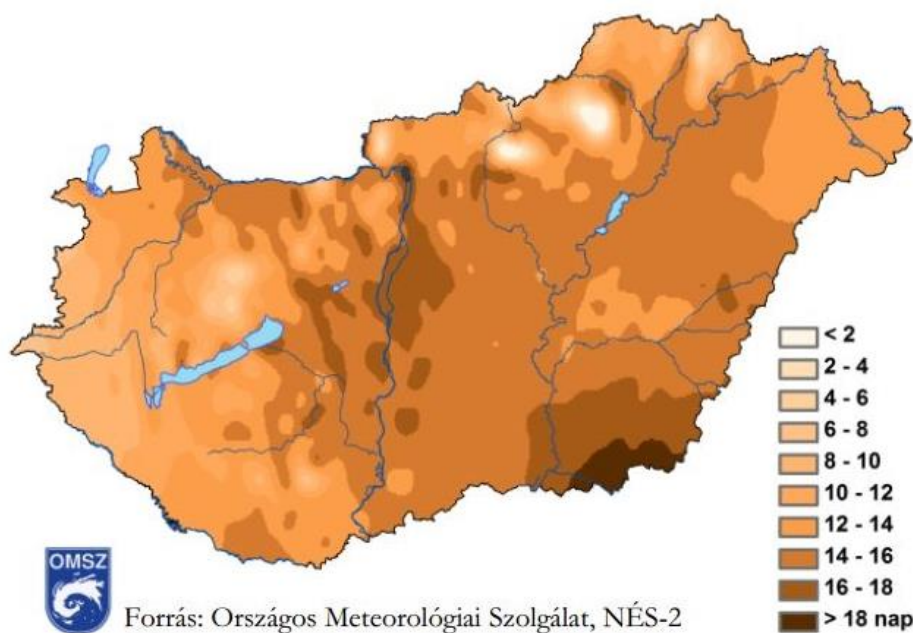 < 2
2 - 4
4 - 6
6 - 8
8 - 10
10 - 12
12 - 14
14 - 16
16 - 18
> 18 nap
OMSZ
Forrás: Országos Meteorológiai Szolgálat, NÉS-2